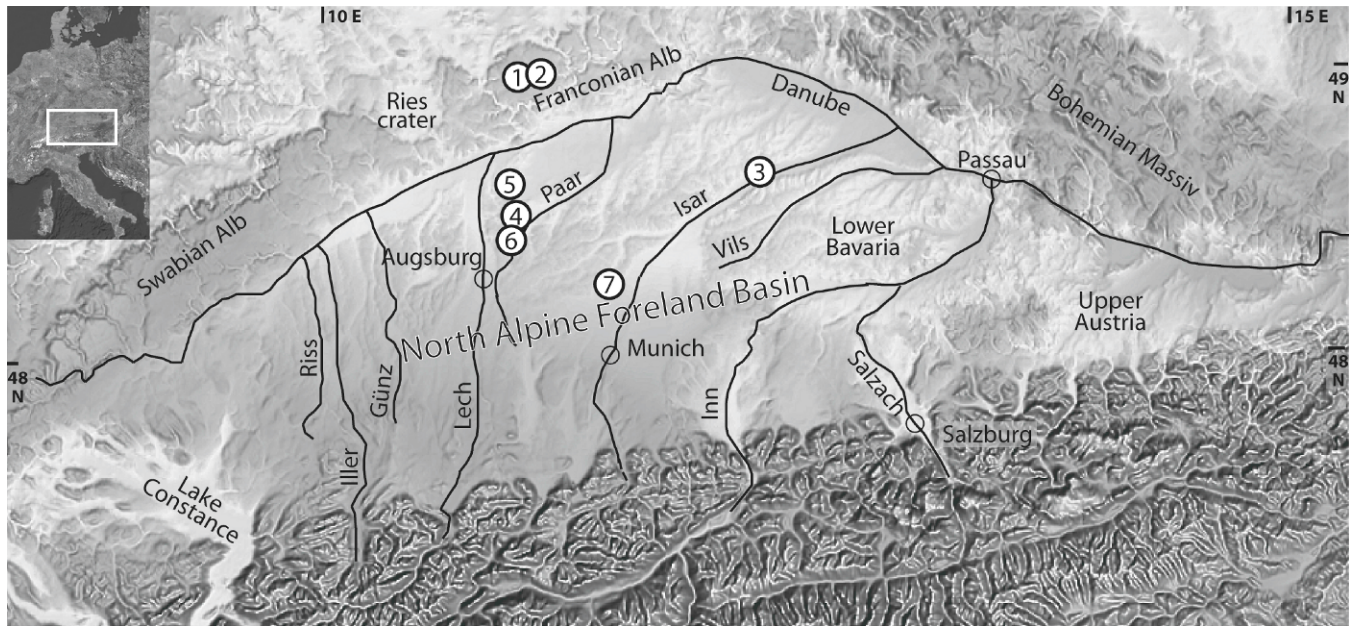 10 E
15 E
49
N
1
2
Franconian Alb
Ries
crater
Danube
Bohemian Massiv
Passau
3
5
Paar
4
6
Isar
Vils
Lower
Bavaria
Swabian Alb
Augsburg
7
North Alpine Foreland Basin
Upper
Austria
Munich
48
N
48
N
Riss
Günz
Lech
Inn
Salzach
Salzburg
Iller
Lake
Constance